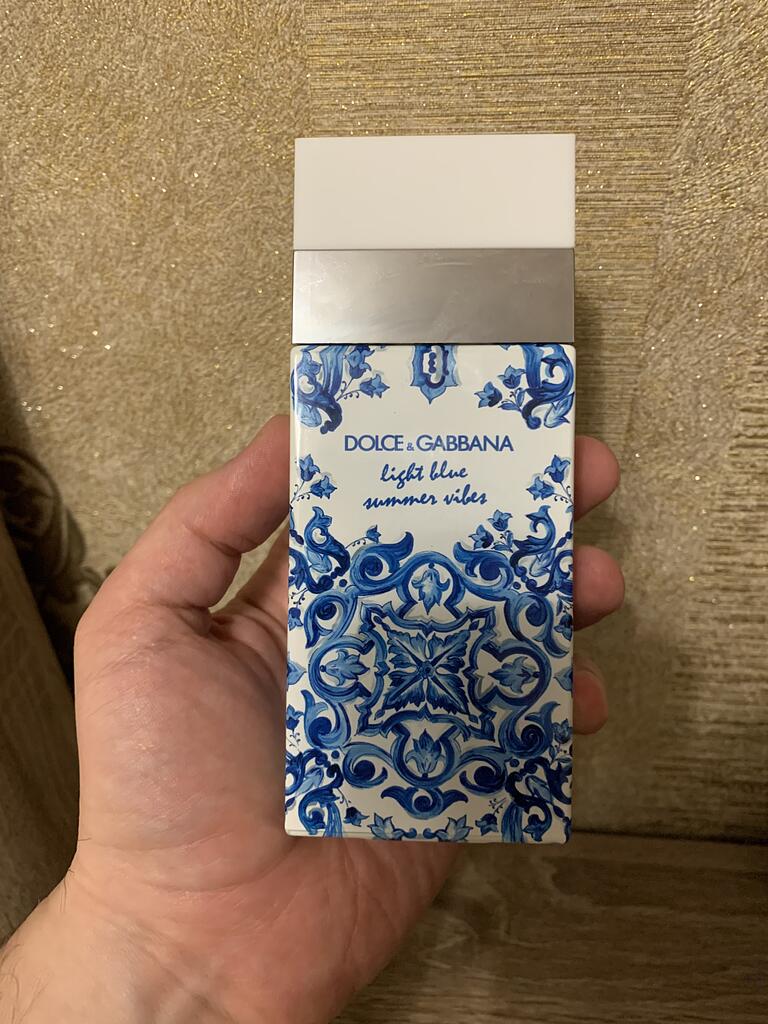 DOLCE & GABBANA
light blue
summer vibes